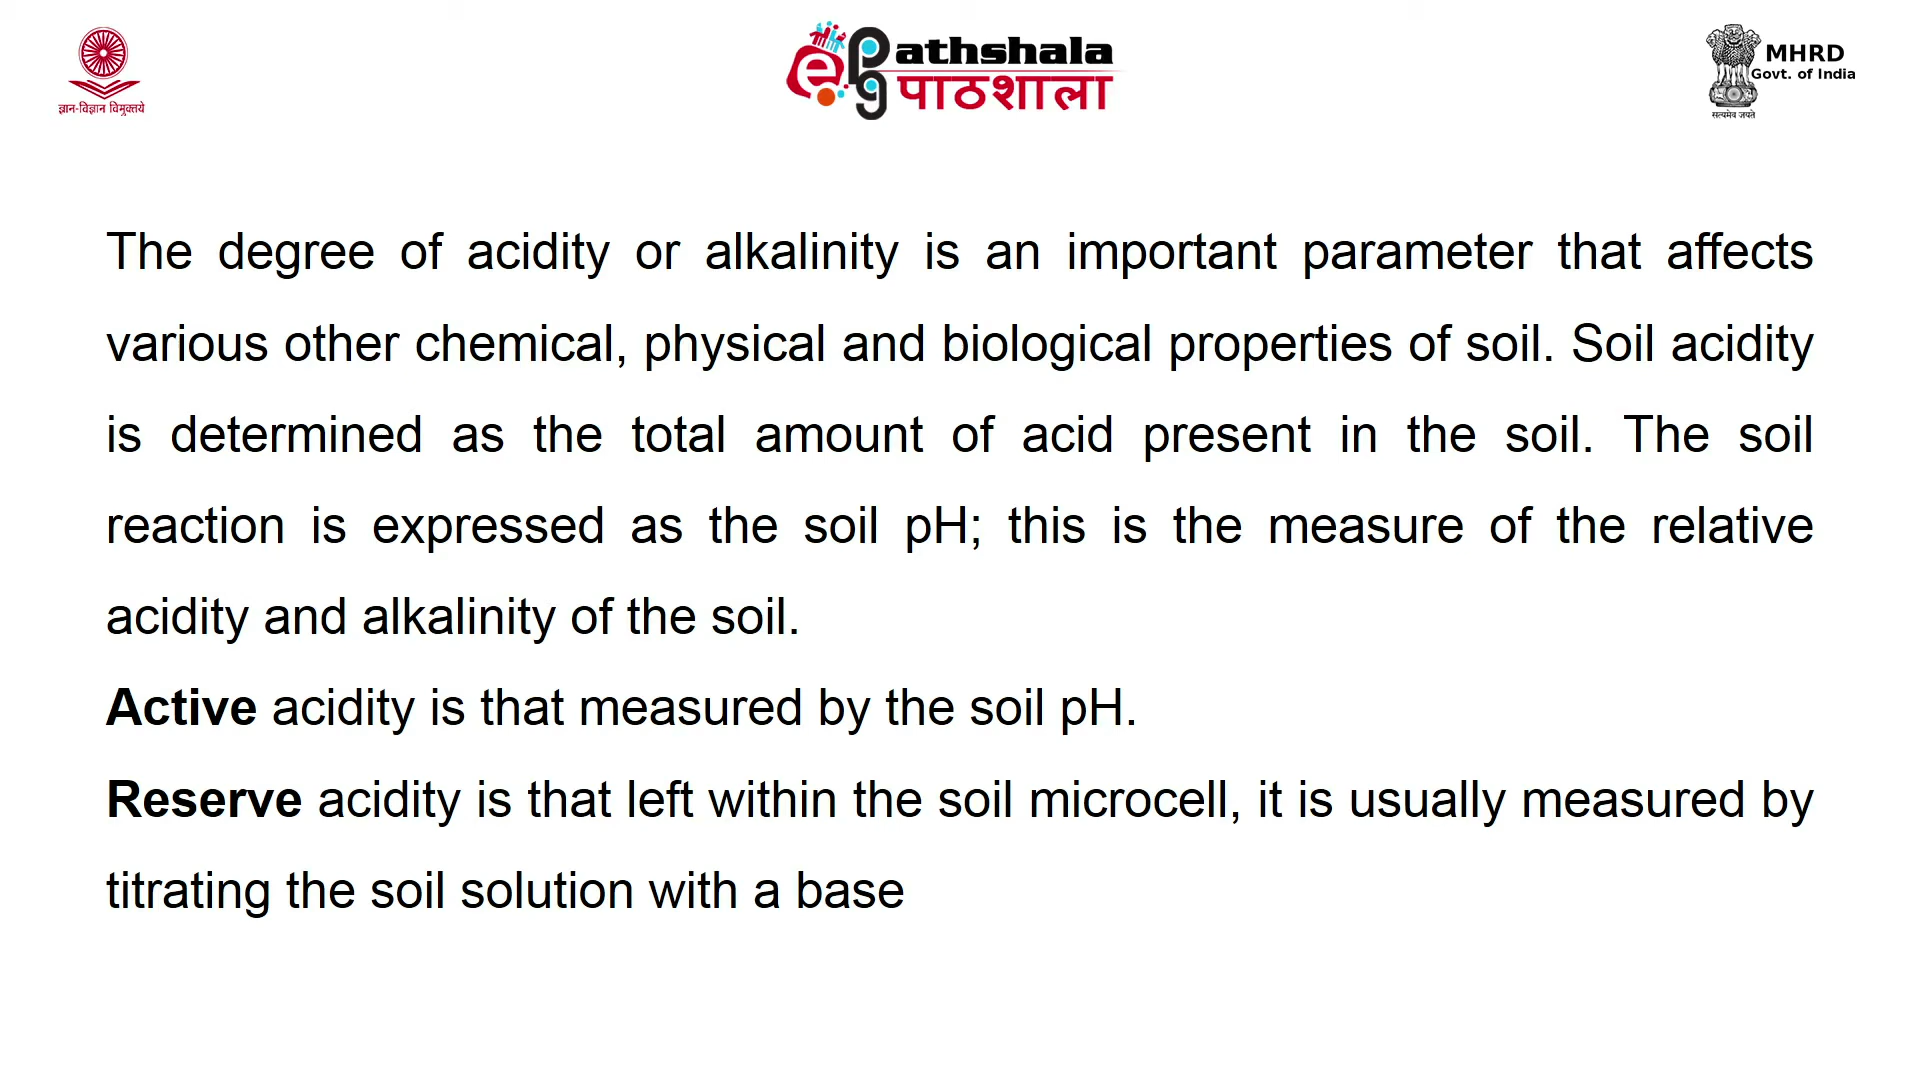 ज्ञान-विज्ञान विमुक्तये
ePathshala
पाठशाला
MHRD
Govt. of India
सत्यमेव जयते
The degree of acidity or alkalinity is an important parameter that affects
various other chemical, physical and biological properties of soil. Soil acidity
is determined as the total amount of acid present in the soil. The soil
reaction is expressed as the soil pH; this is the measure of the relative
acidity and alkalinity of the soil.
Active acidity is that measured by the soil pH.
Reserve acidity is that left within the soil microcell, it is usually measured by
titrating the soil solution with a base